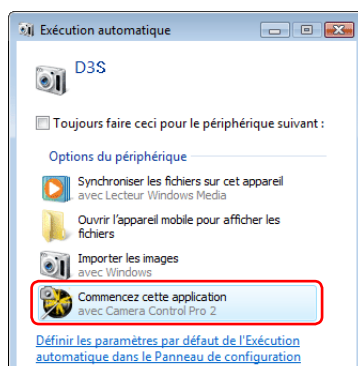 Exécution automatique
D3S
Toujours faire ceci pour le périphérique suivant :
Options du périphérique
Synchroniser les fichiers sur cet appareil
avec Lecteur Windows Media
Ouvrir l'appareil mobile pour afficher les
fichiers
Importer les images
avec Windows
Commencez cette application
avec Camera Control Pro 2
Définir les paramètres par défaut de l'Exécution
automatique dans le Panneau de configuration